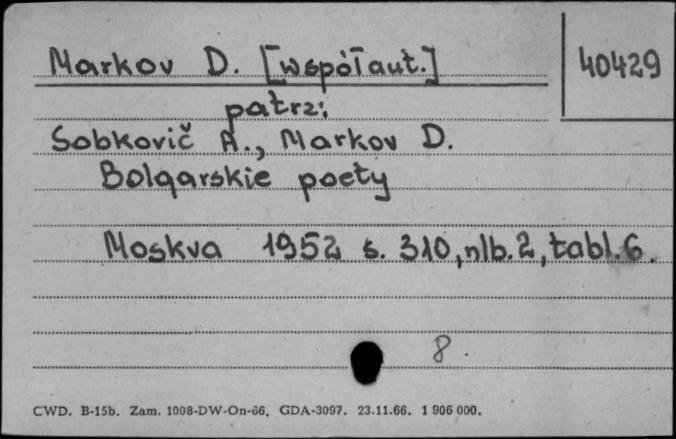 Markov D. [współaut.]
40429
patrz:
Sobkovič A., Markov D.
Bolgarskie poety
Moskva 1952 s. 310, nlb. 2, tabl. 6.
8.
CWD. B-15b. Zam. 1008-DW-On-66. GDA-3097. 23.11.66. 1 906 000.